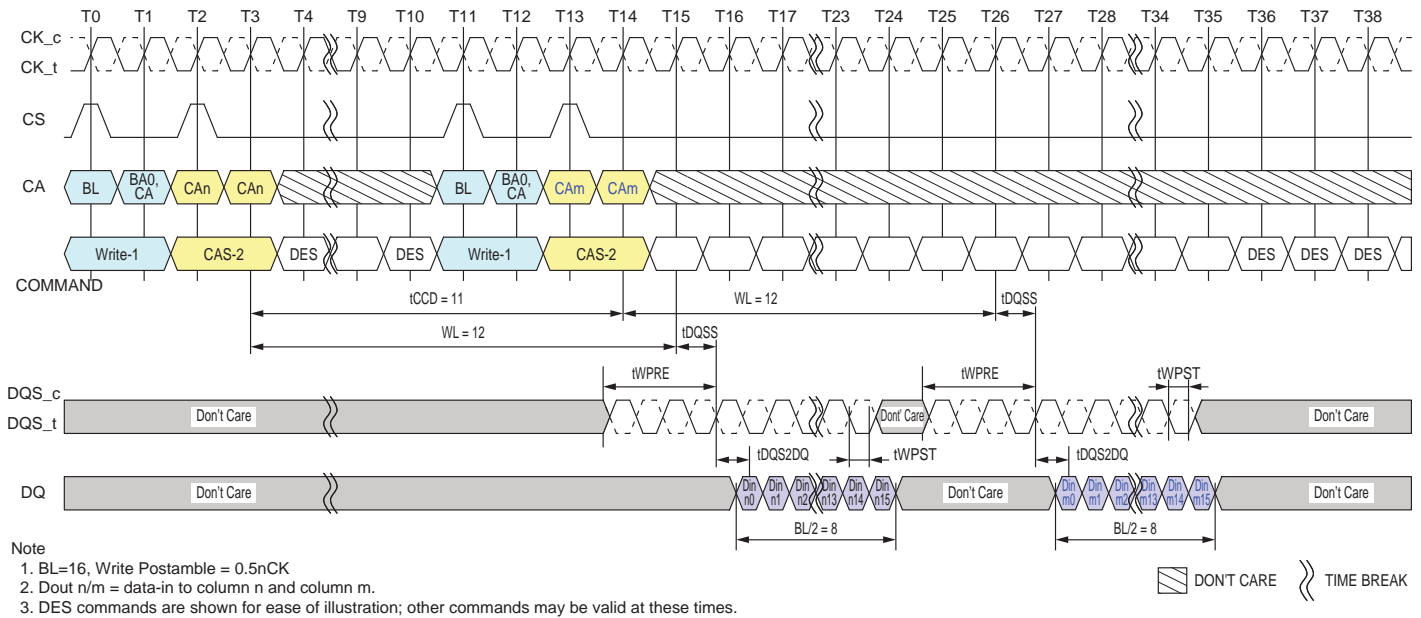 T0 T1 T2 T3 T4 T9 T10 T11 T12 T13 T14 T15 T16 T17 T23 T24 T25 T26 T27 T28 T34 T35 T36 T37 T38
CK_c
CK_t
CS
CA BL BA0, CA CAn CAn BL BA0, CA CAm CAm
Write-1 CAS-2 DES DES Write-1 CAS-2 DES DES DES
COMMAND
tCCD = 11 WL = 12 tDQSS
WL = 12 tDQSS
tWPRE tWPRE tWPST
DQS_c
DQS_t
Don't Care Dont' Care Don't Care
tDQS2DQ tWPST tDQS2DQ
DQ Don't Care Din n0 Din n1 Din n2 Din n13 Din n14 Din n15 Don't Care Din m0 Din m1 Din m2 Din m13 Din m14 Din m15 Don't Care
BL/2 = 8 BL/2 = 8
Note
1. BL=16, Write Postamble = 0.5nCK
2. Dout n/m = data-in to column n and column m.
3. DES commands are shown for ease of illustration; other commands may be valid at these times.
DON'T CARE TIME BREAK